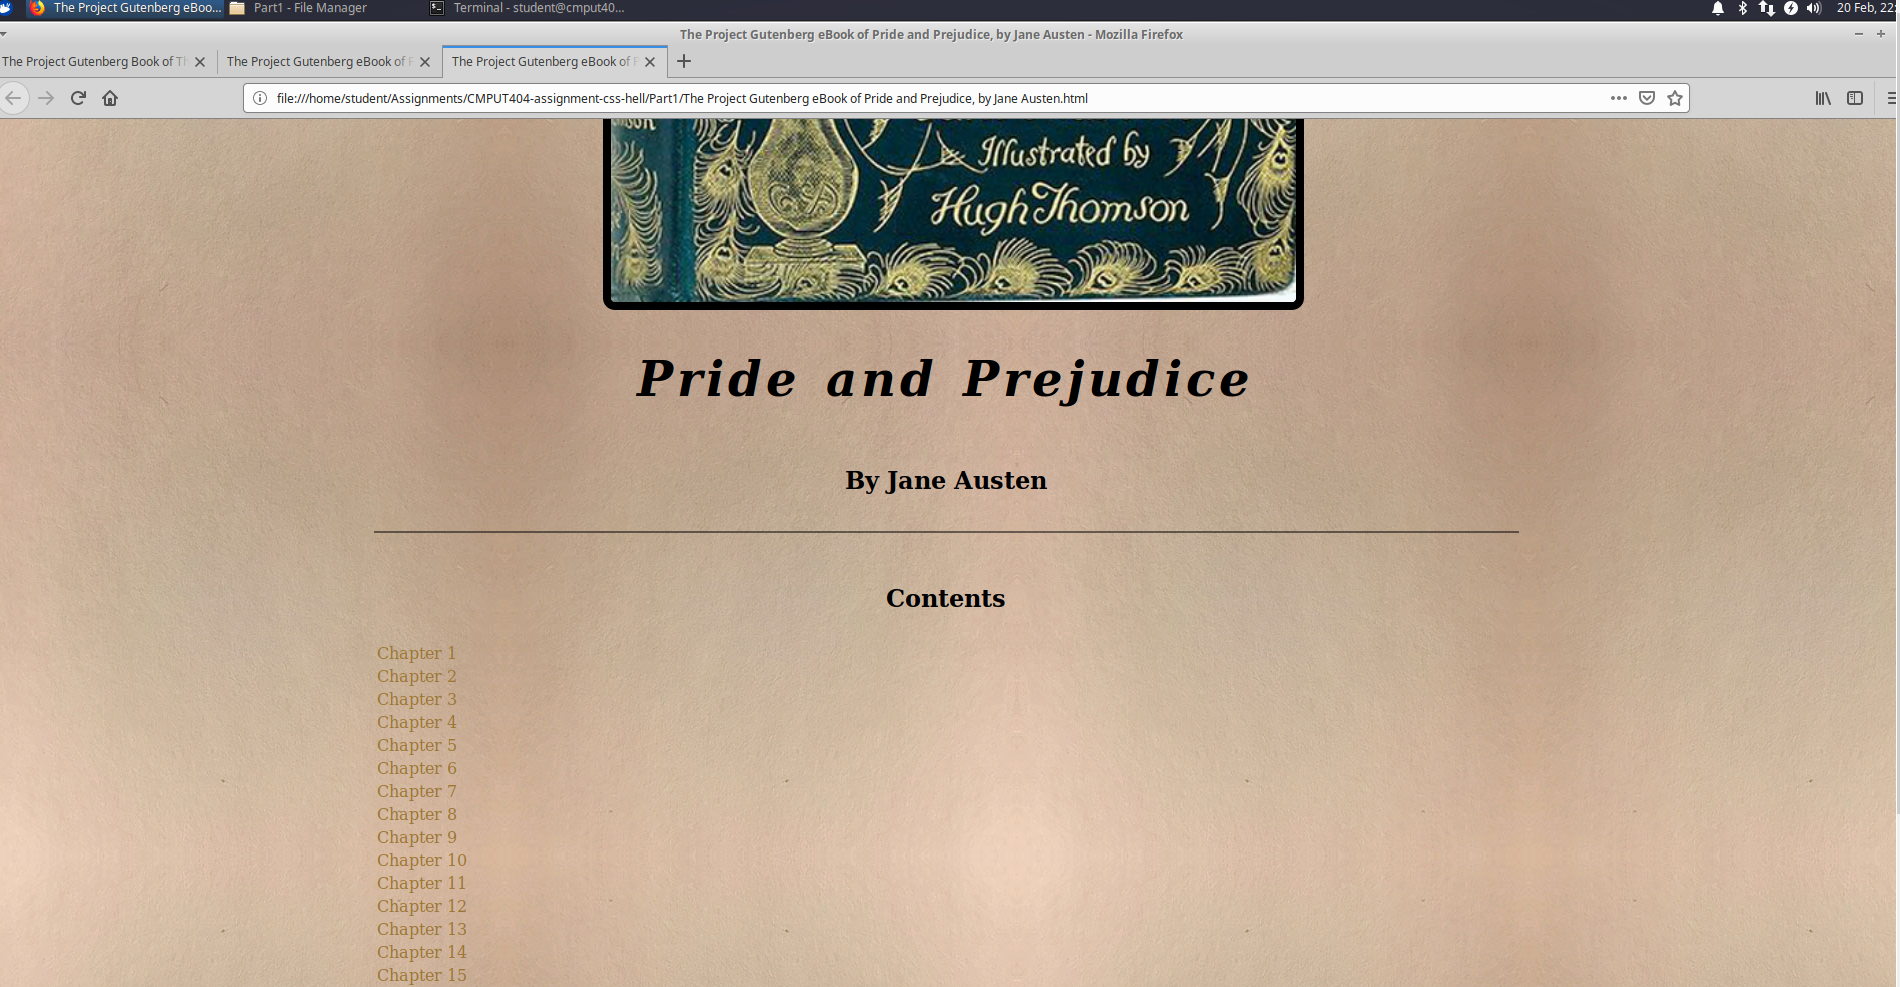 The Project Gutenberg eBoo... Part1 - File Manager Terminal - student@cmput40... 20 Feb, 22:
The Project Gutenberg eBook of Pride and Prejudice, by Jane Austen - Mozilla Firefox
The Project Gutenberg Book of The Project Gutenberg eBook of The Project Gutenberg eBook of
file:///home/student/Assignments/CMPUT404-assignment-css-hell/Part1/The Project Gutenberg eBook of Pride and Prejudice, by Jane Austen.html
Illustrated by
Hugh Thomson
Pride and Prejudice
By Jane Austen
Contents
Chapter 1
Chapter 2
Chapter 3
Chapter 4
Chapter 5
Chapter 6
Chapter 7
Chapter 8
Chapter 9
Chapter 10
Chapter 11
Chapter 12
Chapter 13
Chapter 14
Chapter 15